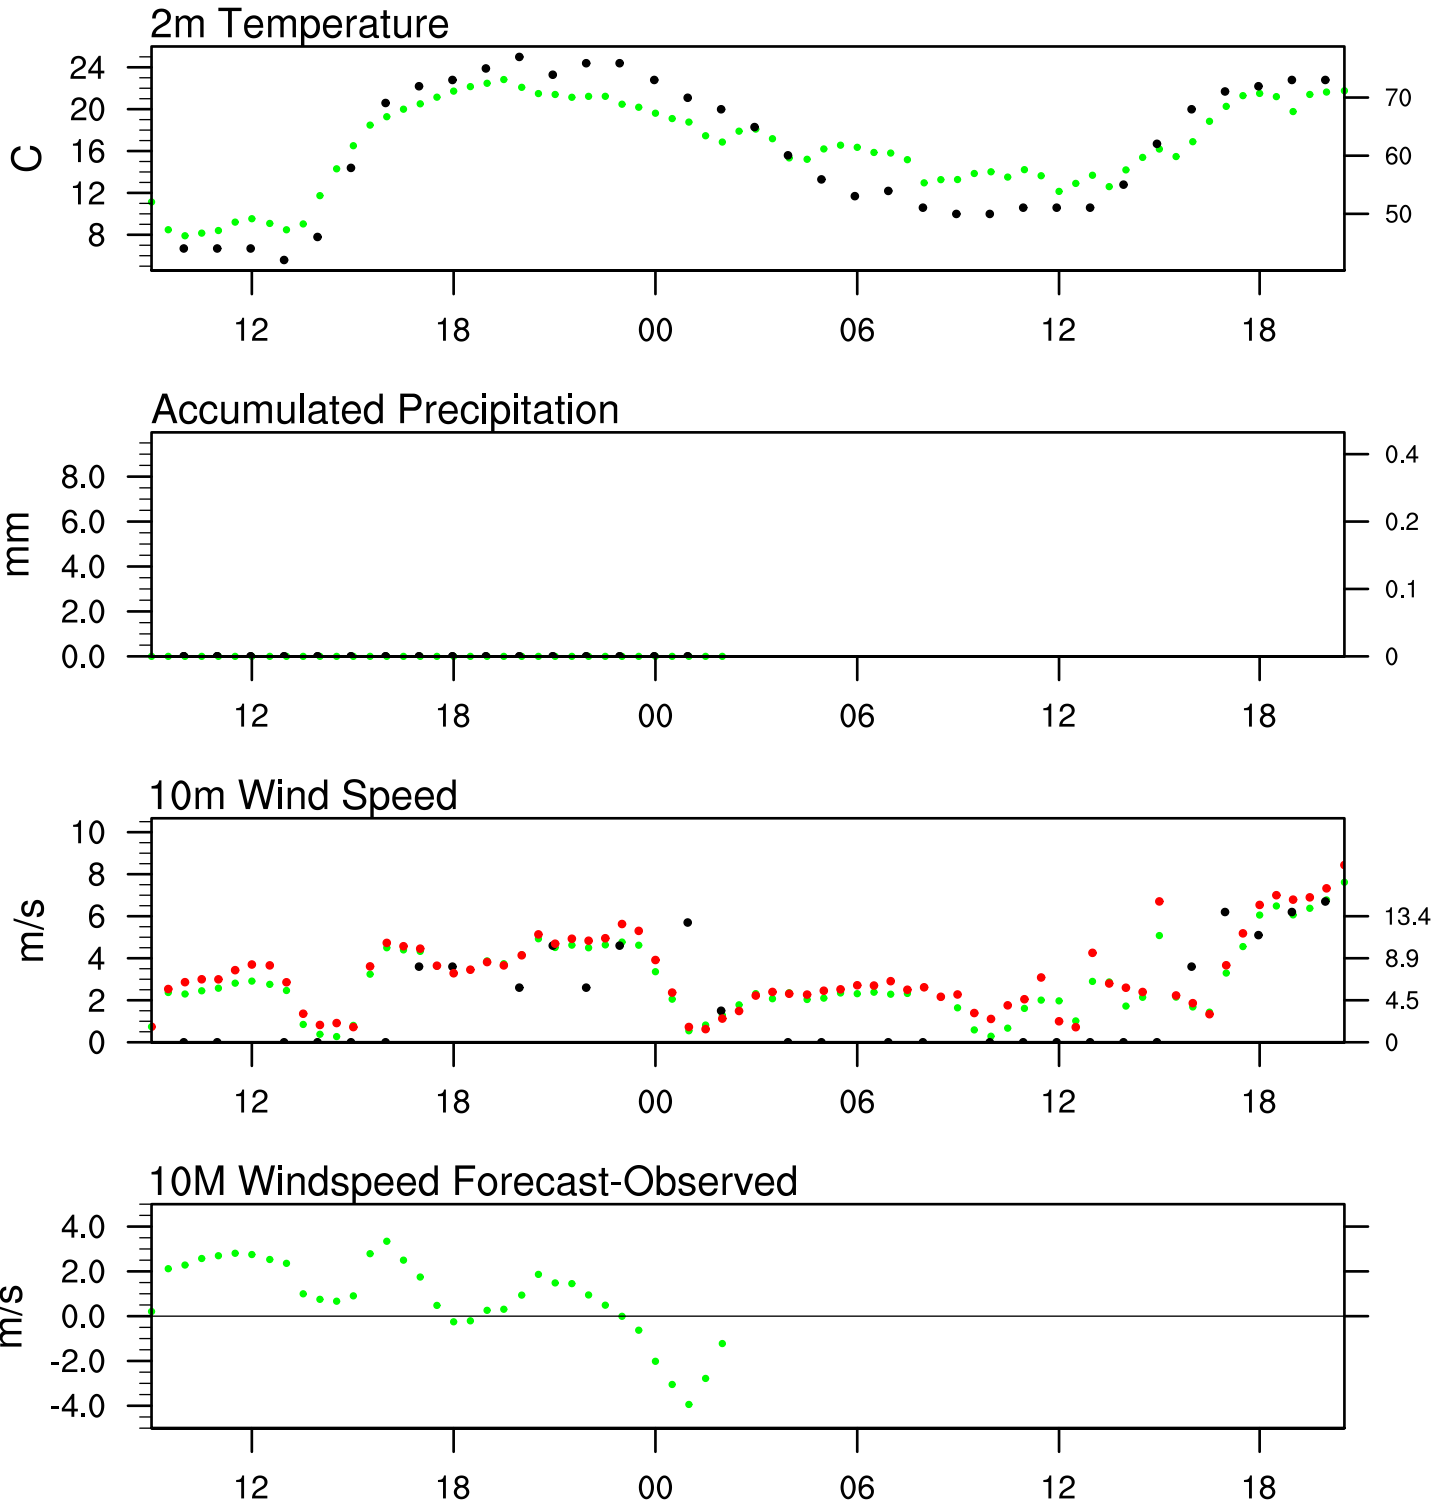 2m Temperature
24
20
16
12
8
C
70
60
50
12 18 00 06 12 18
Accumulated Precipitation
8.0
6.0
4.0
2.0
0.0
mm
0.4
0.2
0.1
0
12 18 00 06 12 18
10m Wind Speed
10
8
6
4
2
0
m/s
13.4
8.9
4.5
0
12 18 00 06 12 18
10M Windspeed Forecast-Observed
4.0
2.0
0.0
-2.0
-4.0
m/s
12 18 00 06 12 18